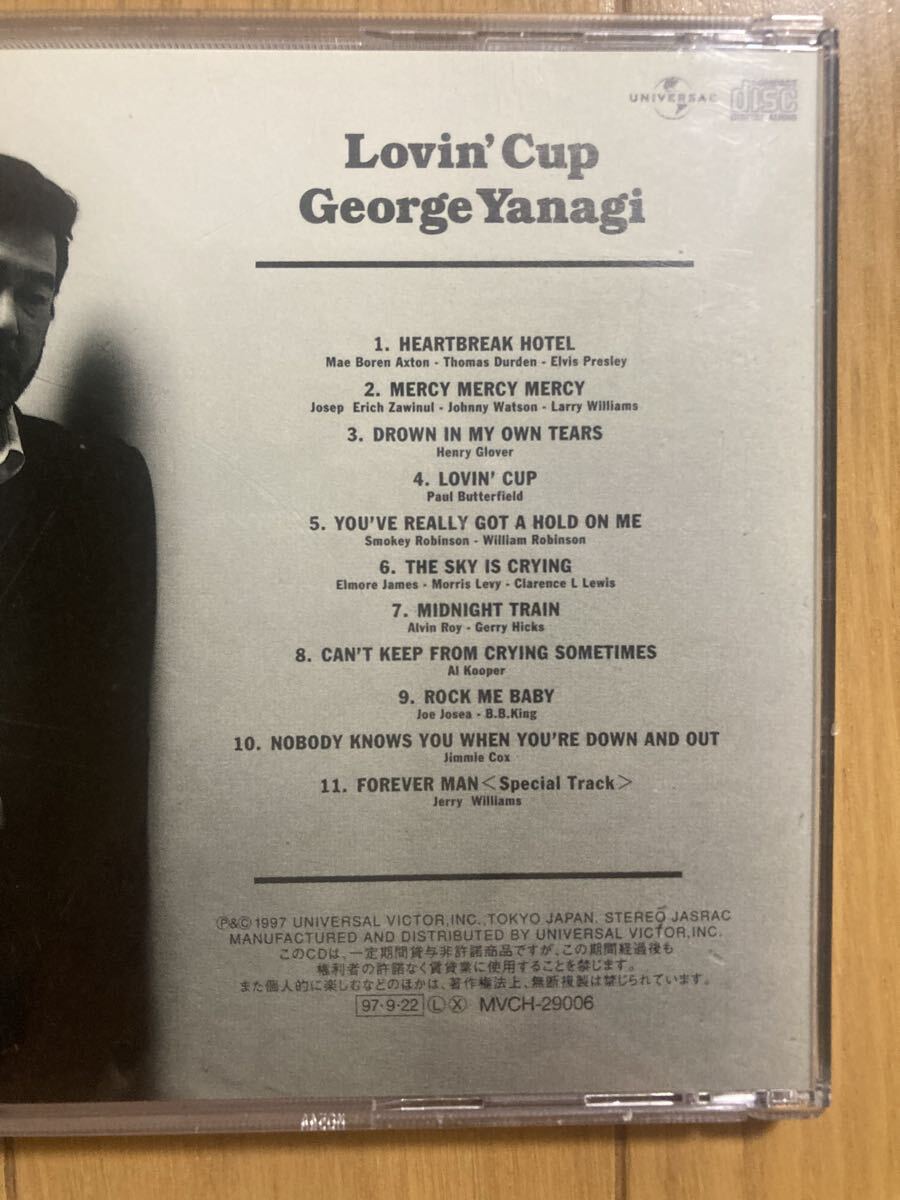 UNIVERSAL
COMPACT
disc
DIGITAL AUDIO
Lovin' Cup
George Yanagi
1. HEARTBREAK HOTEL
Mae Boren Axton - Thomas Durden - Elvis Presley
2. MERCY MERCY MERCY
Josep Erich Zawinul - Johnny Watson - Larry Williams
3. DROWN IN MY OWN TEARS
Henry Glover
4. LOVIN' CUP
Paul Butterfield
5. YOU'VE REALLY GOT A HOLD ON ME
Smokey Robinson - William Robinson
6. THE SKY IS CRYING
Elmore James - Morris Levy - Clarence L Lewis
7. MIDNIGHT TRAIN
Alvin Roy - Gerry Hicks
8. CAN'T KEEP FROM CRYING SOMETIMES
Al Kooper
9. ROCK ME BABY
Joe Josea - B.B.King
10. NOBODY KNOWS YOU WHEN YOU'RE DOWN AND OUT
Jimmie Cox
11. FOREVER MAN<Special Track>
Jerry Williams
Ⓟ&© 1997 UNIVERSAL VICTOR,INC.,TOKYO JAPAN. STEREO JASRAC
MANUFACTURED AND DISTRIBUTED BY UNIVERSAL VICTOR,INC.
このCDは、一定期間貸与非許諾商品ですが、この期間経過後も
権利者の許諾なく賃貸業に使用することを禁じます。
また個人的に楽しむなどのほかは、著作権法上、無断複製は禁じられています。
97・9・22 Ⓛ Ⓧ MVCH-29006